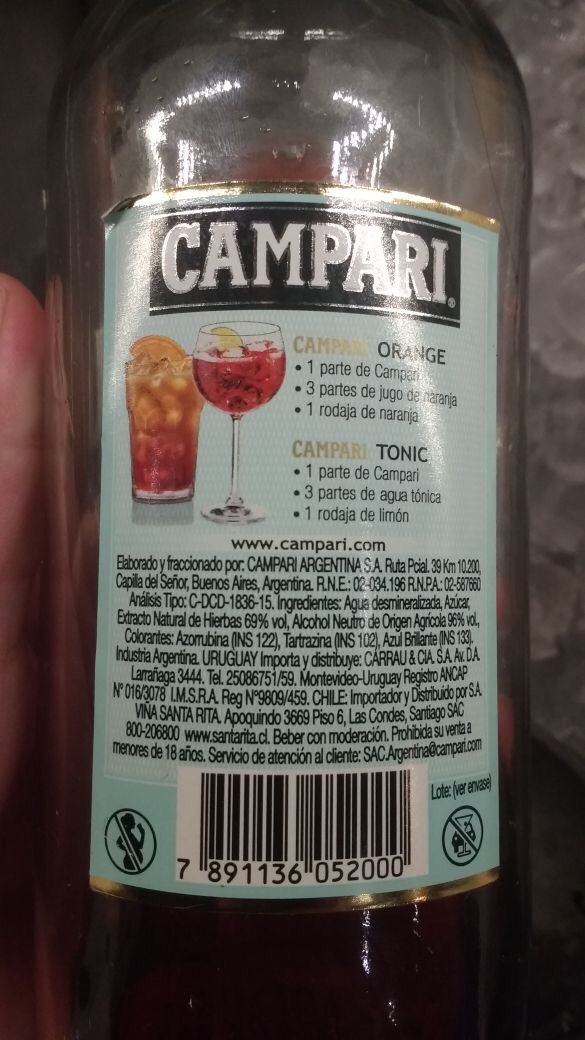 CAMPARI®
CAMPARI ORANGE
• 1 parte de Campari
• 3 partes de jugo de naranja
• 1 rodaja de naranja
CAMPARI TONIC
• 1 parte de Campari
• 3 partes de agua tónica
• 1 rodaja de limón
www.campari.com
Elaborado y fraccionado por: CAMPARI ARGENTINA S.A. Ruta Pcial. 39 Km 10.200,
Capilla del Señor, Buenos Aires, Argentina. R.N.E.: 02-034.196 R.N.P.A.: 02-587660
Análisis Tipo: C-DCD-1836-15. Ingredientes: Agua desmineralizada, Azúcar,
Extracto Natural de Hierbas 69% vol, Alcohol Neutro de Origen Agrícola 96% vol.,
Colorantes: Azorrubina (INS 122), Tartrazina (INS 102), Azul Brillante (INS 133).
Industria Argentina. URUGUAY Importa y distribuye: CARRAU & CIA. S.A. Av. D.A.
Larrañaga 3444. Tel. 25086751/59. Montevideo-Uruguay Registro ANCAP
N° 016/3078 I.M.S.R.A. Reg N°9809/459. CHILE: Importador y Distribuido por S.A.
VIÑA SANTA RITA. Apoquindo 3669 Piso 6, Las Condes, Santiago SAC
800-206800 www.santarita.cl. Beber con moderación. Prohibida su venta a
menores de 18 años. Servicio de atención al cliente: SAC.Argentina@campari.com
Lote: (ver envase)
7 891136 052000